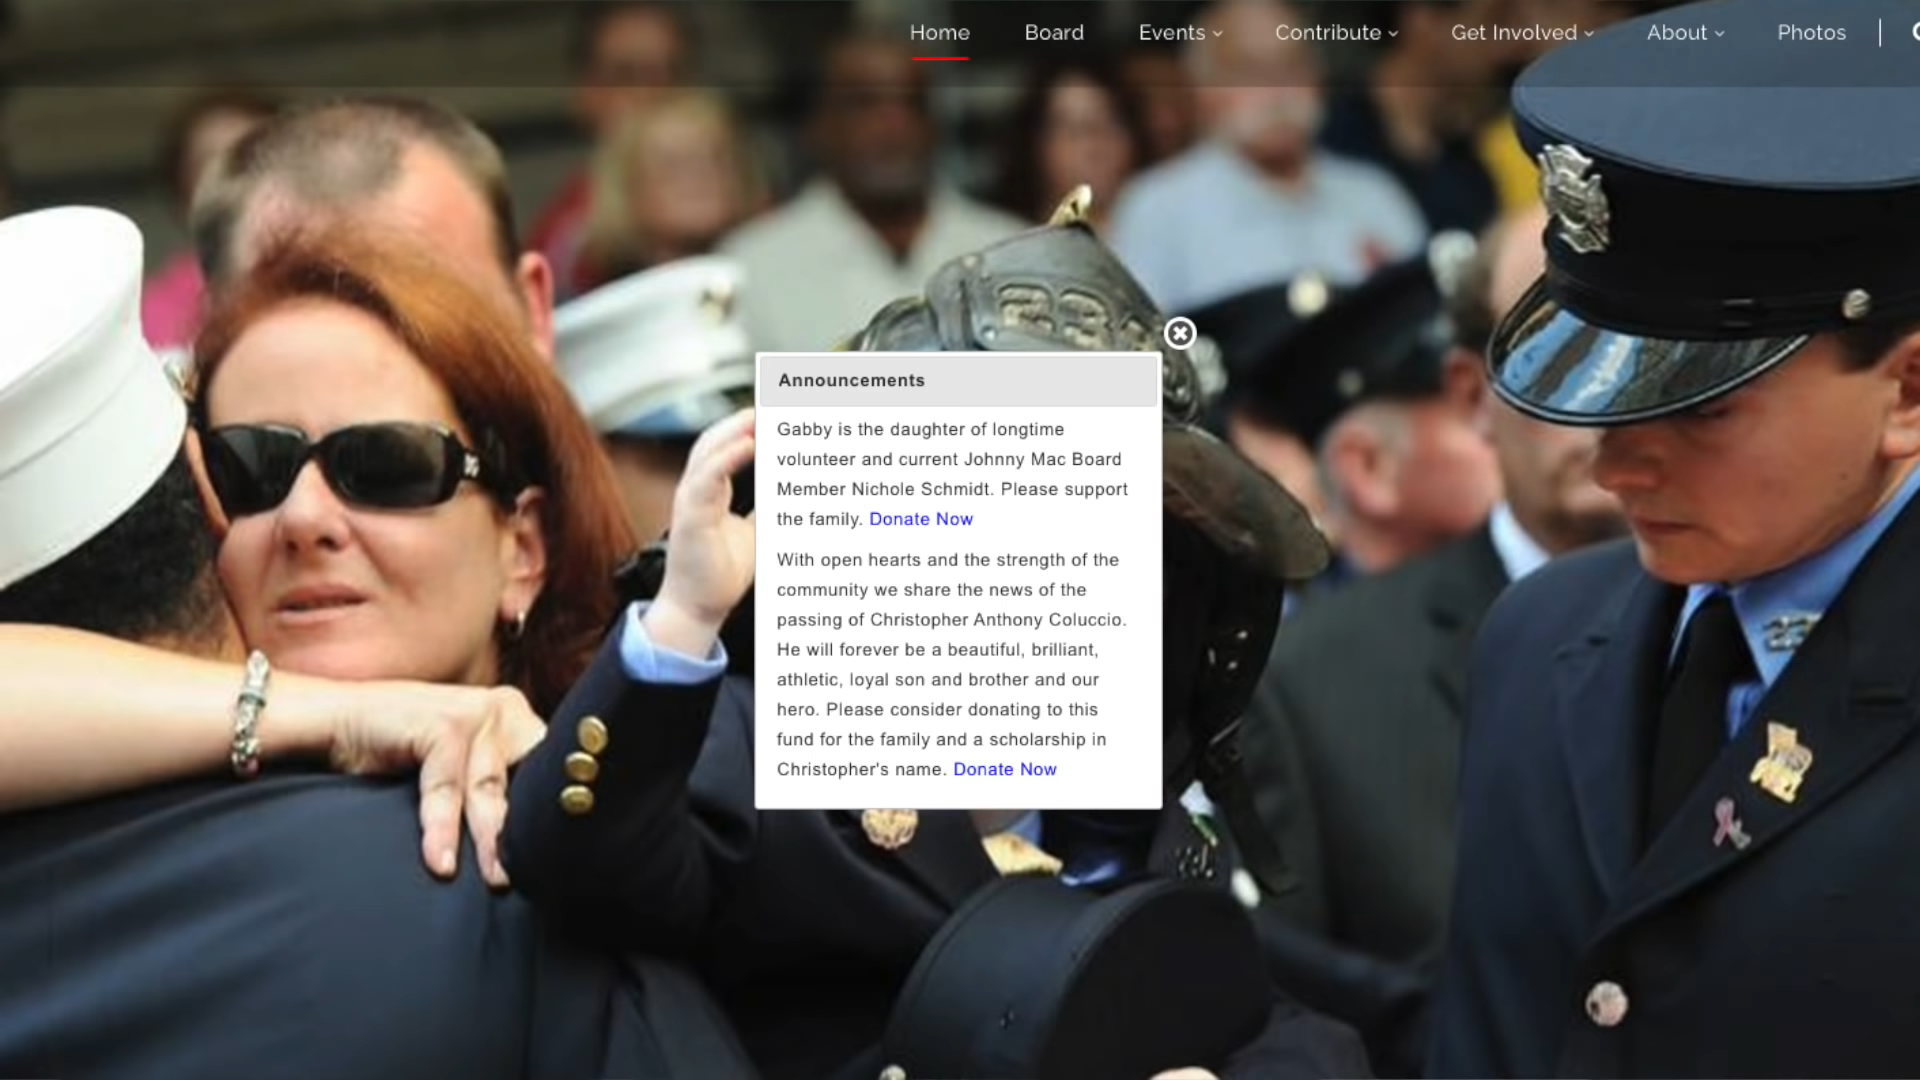 Home Board Events Contribute Get Involved About Photos
Announcements
Gabby is the daughter of longtime
volunteer and current Johnny Mac Board
Member Nichole Schmidt. Please support
the family. Donate Now
With open hearts and the strength of the
community we share the news of the
passing of Christopher Anthony Coluccio.
He will forever be a beautiful, brilliant,
athletic, loyal son and brother and our
hero. Please consider donating to this
fund for the family and a scholarship in
Christopher's name. Donate Now